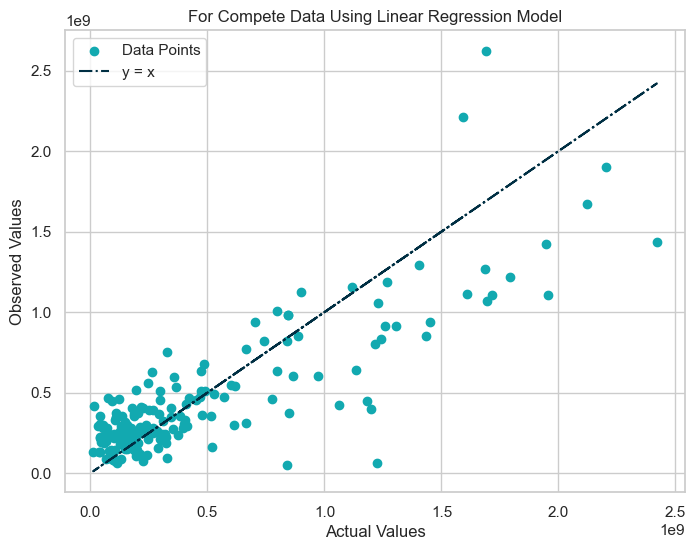 For Compete Data Using Linear Regression Model
1e9
Data Points
y = x
2.5
2.0
1.5
1.0
0.5
0.0
Observed Values
0.0 0.5 1.0 1.5 2.0 2.5
1e9
Actual Values